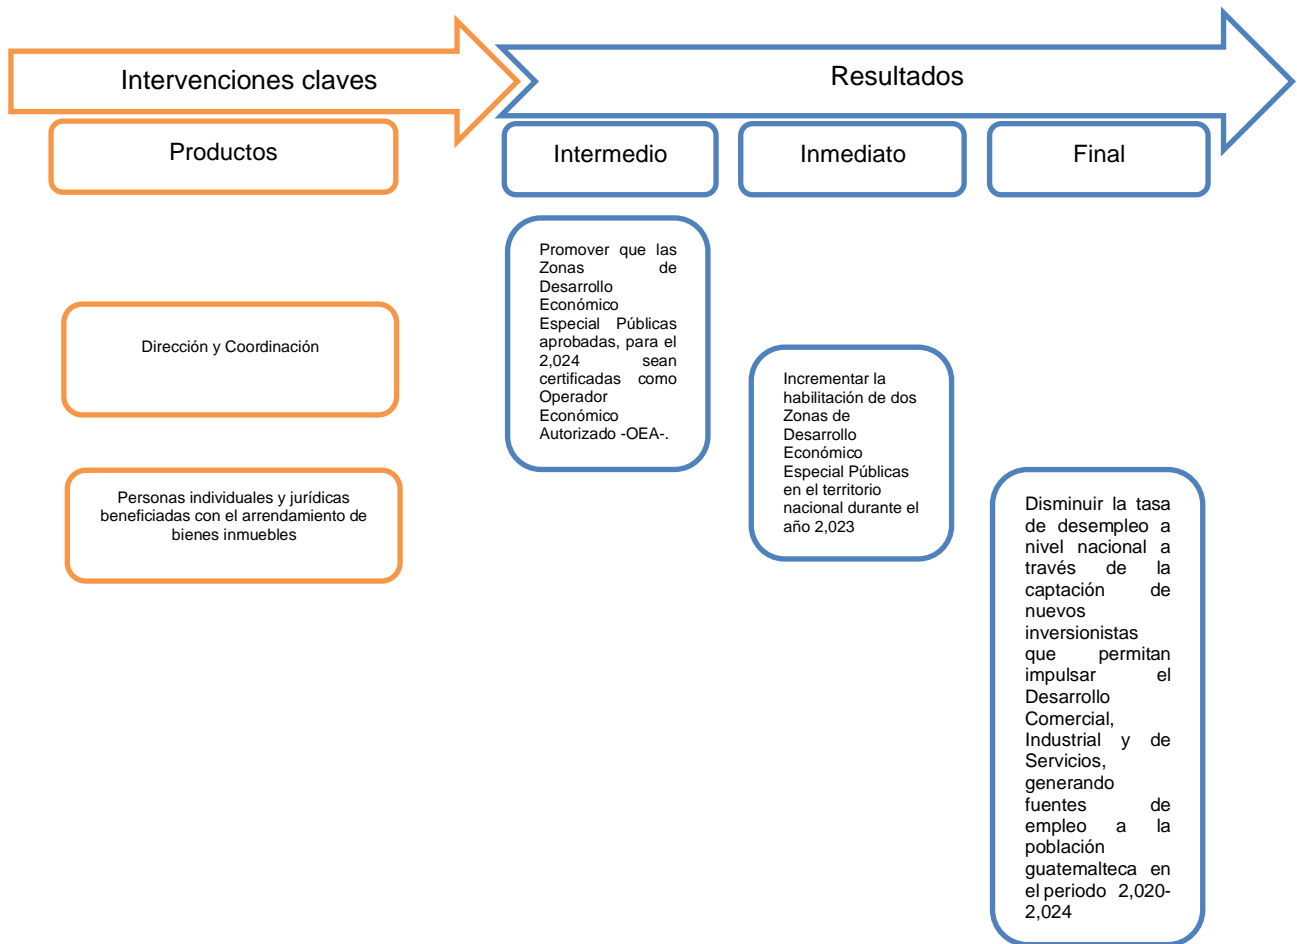 Intervenciones claves
Resultados
Productos
Intermedio
Inmediato
Final
Dirección y Coordinación
Personas individuales y jurídicas
beneficiadas con el arrendamiento de
bienes inmuebles
Promover que las
Zonas de
Desarrollo
Económico
Especial Públicas
aprobadas, para el
2,024 sean
certificadas como
Operador
Económico
Autorizado -OEA-.
Incrementar la
habilitación de dos
Zonas de
Desarrollo
Económico
Especial Públicas
en el territorio
nacional durante el
año 2,023
Disminuir la tasa
de desempleo a
nivel nacional a
través de la
captación de
nuevos
inversionistas
que permitan
impulsar el
Desarrollo
Comercial,
Industrial y de
Servicios,
generando
fuentes de
empleo a la
población
guatemalteca en
el periodo 2,020-
2,024